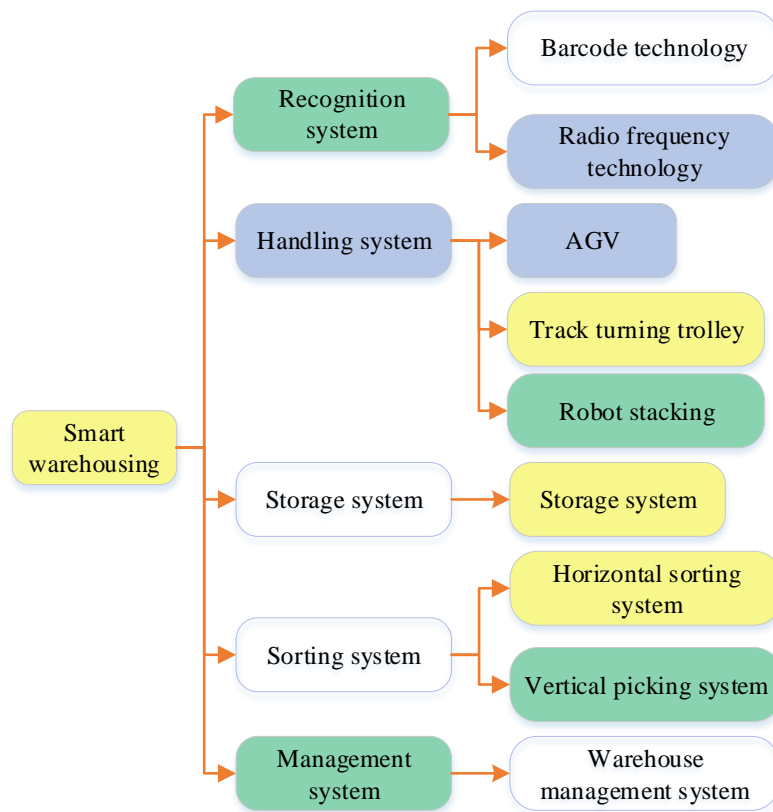 Barcode technology
Recognition
system
Radio frequency
technology
Handling system
AGV
Track turning trolley
Robot stacking
Smart
warehousing
Storage system
Storage system
Horizontal sorting
system
Sorting system
Vertical picking system
Management
system
Warehouse
management system